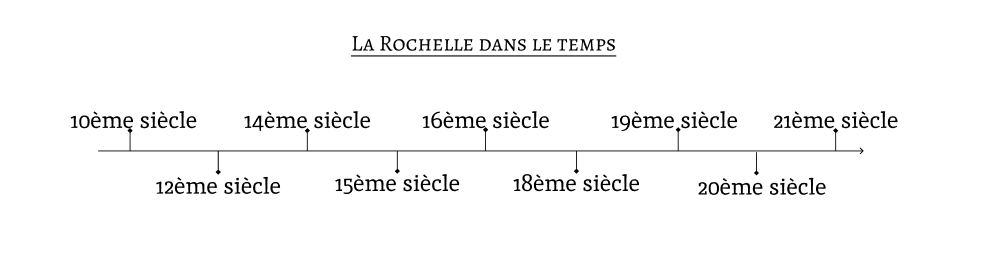 La Rochelle dans le temps
10ème siècle 14ème siècle 16ème siècle 19ème siècle 21ème siècle
12ème siècle 15ème siècle 18ème siècle 20ème siècle